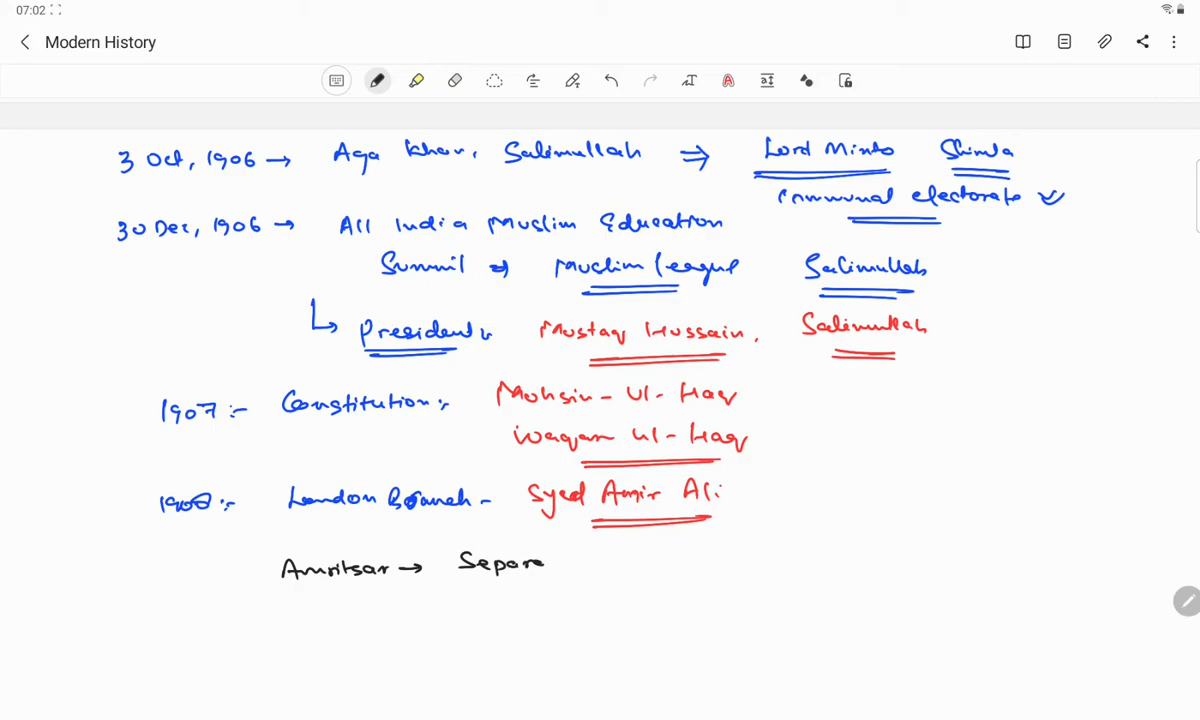 07:02
Modern History
3 Oct, 1906 → Aga Khan, Salimullah ⇒ Lord Minto Shimla
Communal electorate
30 Dec, 1906 → All India Muslim Education
Summit ⇒ Muslim League Salimullah
↳ President :- Mustaq Hussain, Salimullah
1907 :- Constitution :- Mohsin-Ul-Haq
Waqar Ul-Haq
1908 :- London Branch - Syed Amir Ali
Amritsar → Separe